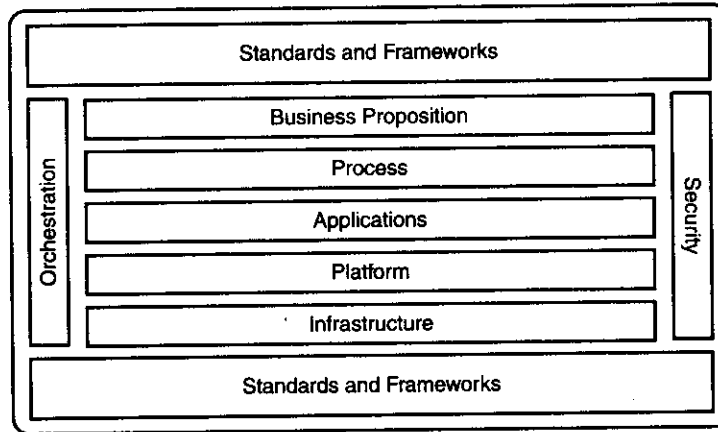 Standards and Frameworks
Orchestration
Business Proposition
Process
Applications
Platform
Infrastructure
Security
Standards and Frameworks